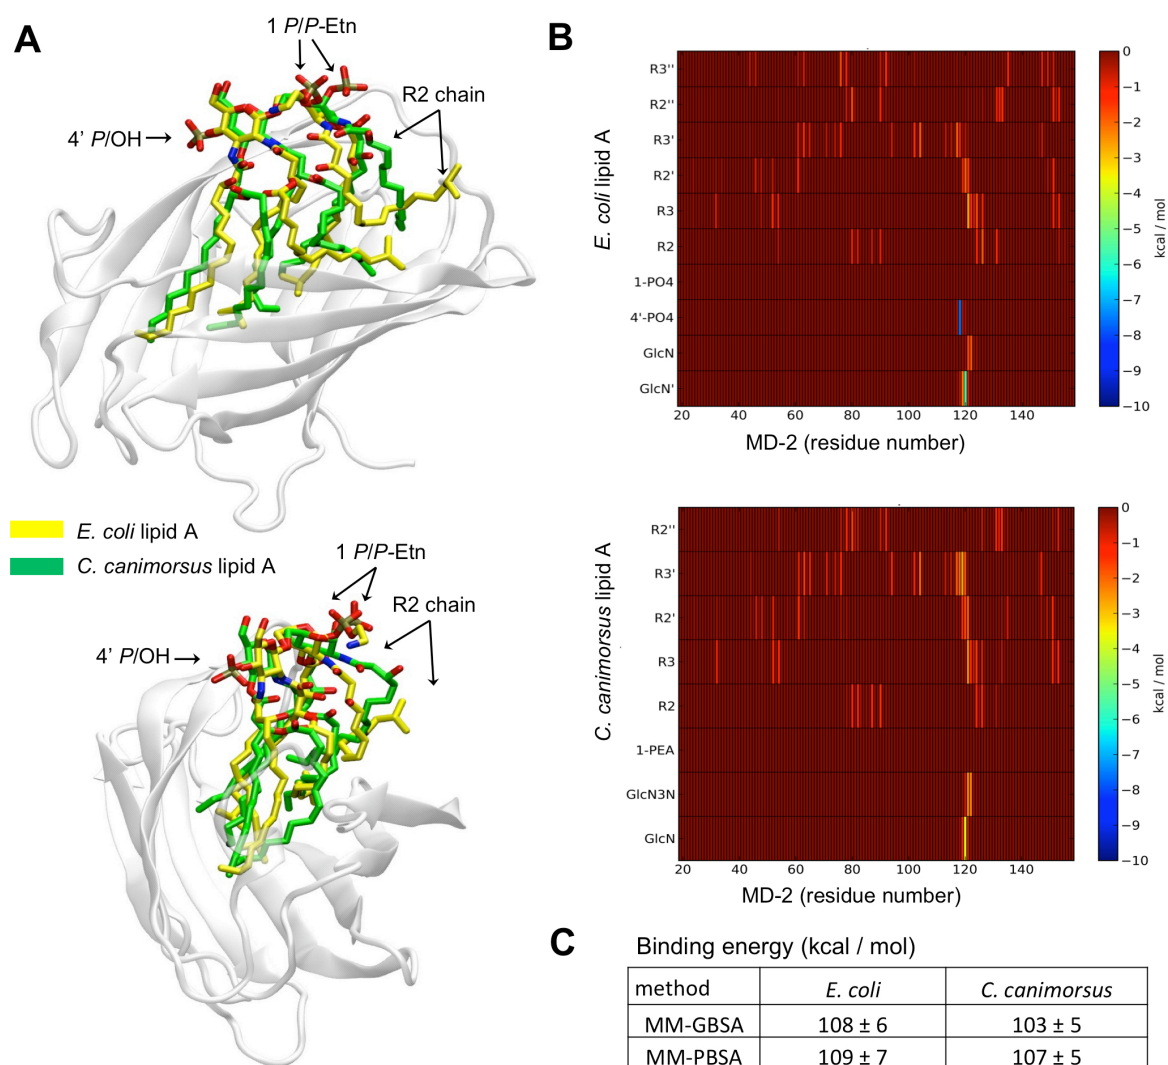 A
1 P/P-Etn
R2 chain
4' P/OH
E. coli lipid A
C. canimorsus lipid A
1 P/P-Etn
R2 chain
4' P/OH
B
E. coli lipid A
R3''
R2''
R3'
R2'
R3
R2
1-PO4
4'-PO4
GlcN
GlcN'
20 40 60 80 100 120 140
MD-2 (residue number)
0
−1
−2
−3
−4
−5
−6
−7
−8
−9
−10
kcal / mol
C. canimorsus lipid A
R2''
R3'
R2'
R3
R2
1-PEA
GlcN3N
GlcN
20 40 60 80 100 120 140
MD-2 (residue number)
0
−1
−2
−3
−4
−5
−6
−7
−8
−9
−10
kcal / mol
C
Binding energy (kcal / mol)
method E. coli C. canimorsus
MM-GBSA 108 ± 6 103 ± 5
MM-PBSA 109 ± 7 107 ± 5